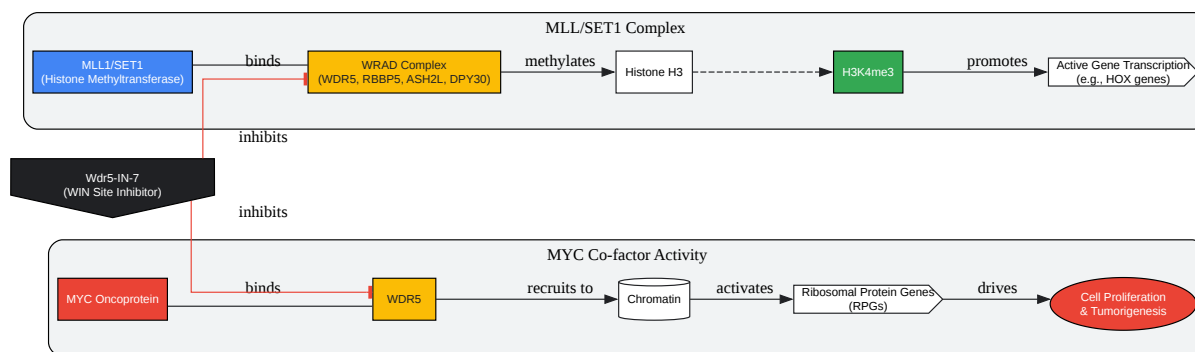 MLL/SET1 Complex
MLL1/SET1
(Histone Methyltransferase)
binds
WRAD Complex
(WDR5, RBBP5, ASH2L, DPY30)
methylates
Histone H3
H3K4me3
promotes
Active Gene Transcription
(e.g., HOX genes)
inhibits
Wdr5-IN-7
(WIN Site Inhibitor)
inhibits
MYC Co-factor Activity
MYC Oncoprotein
binds
WDR5
recruits to
Chromatin
activates
Ribosomal Protein Genes
(RPGs)
drives
Cell Proliferation
& Tumorigenesis